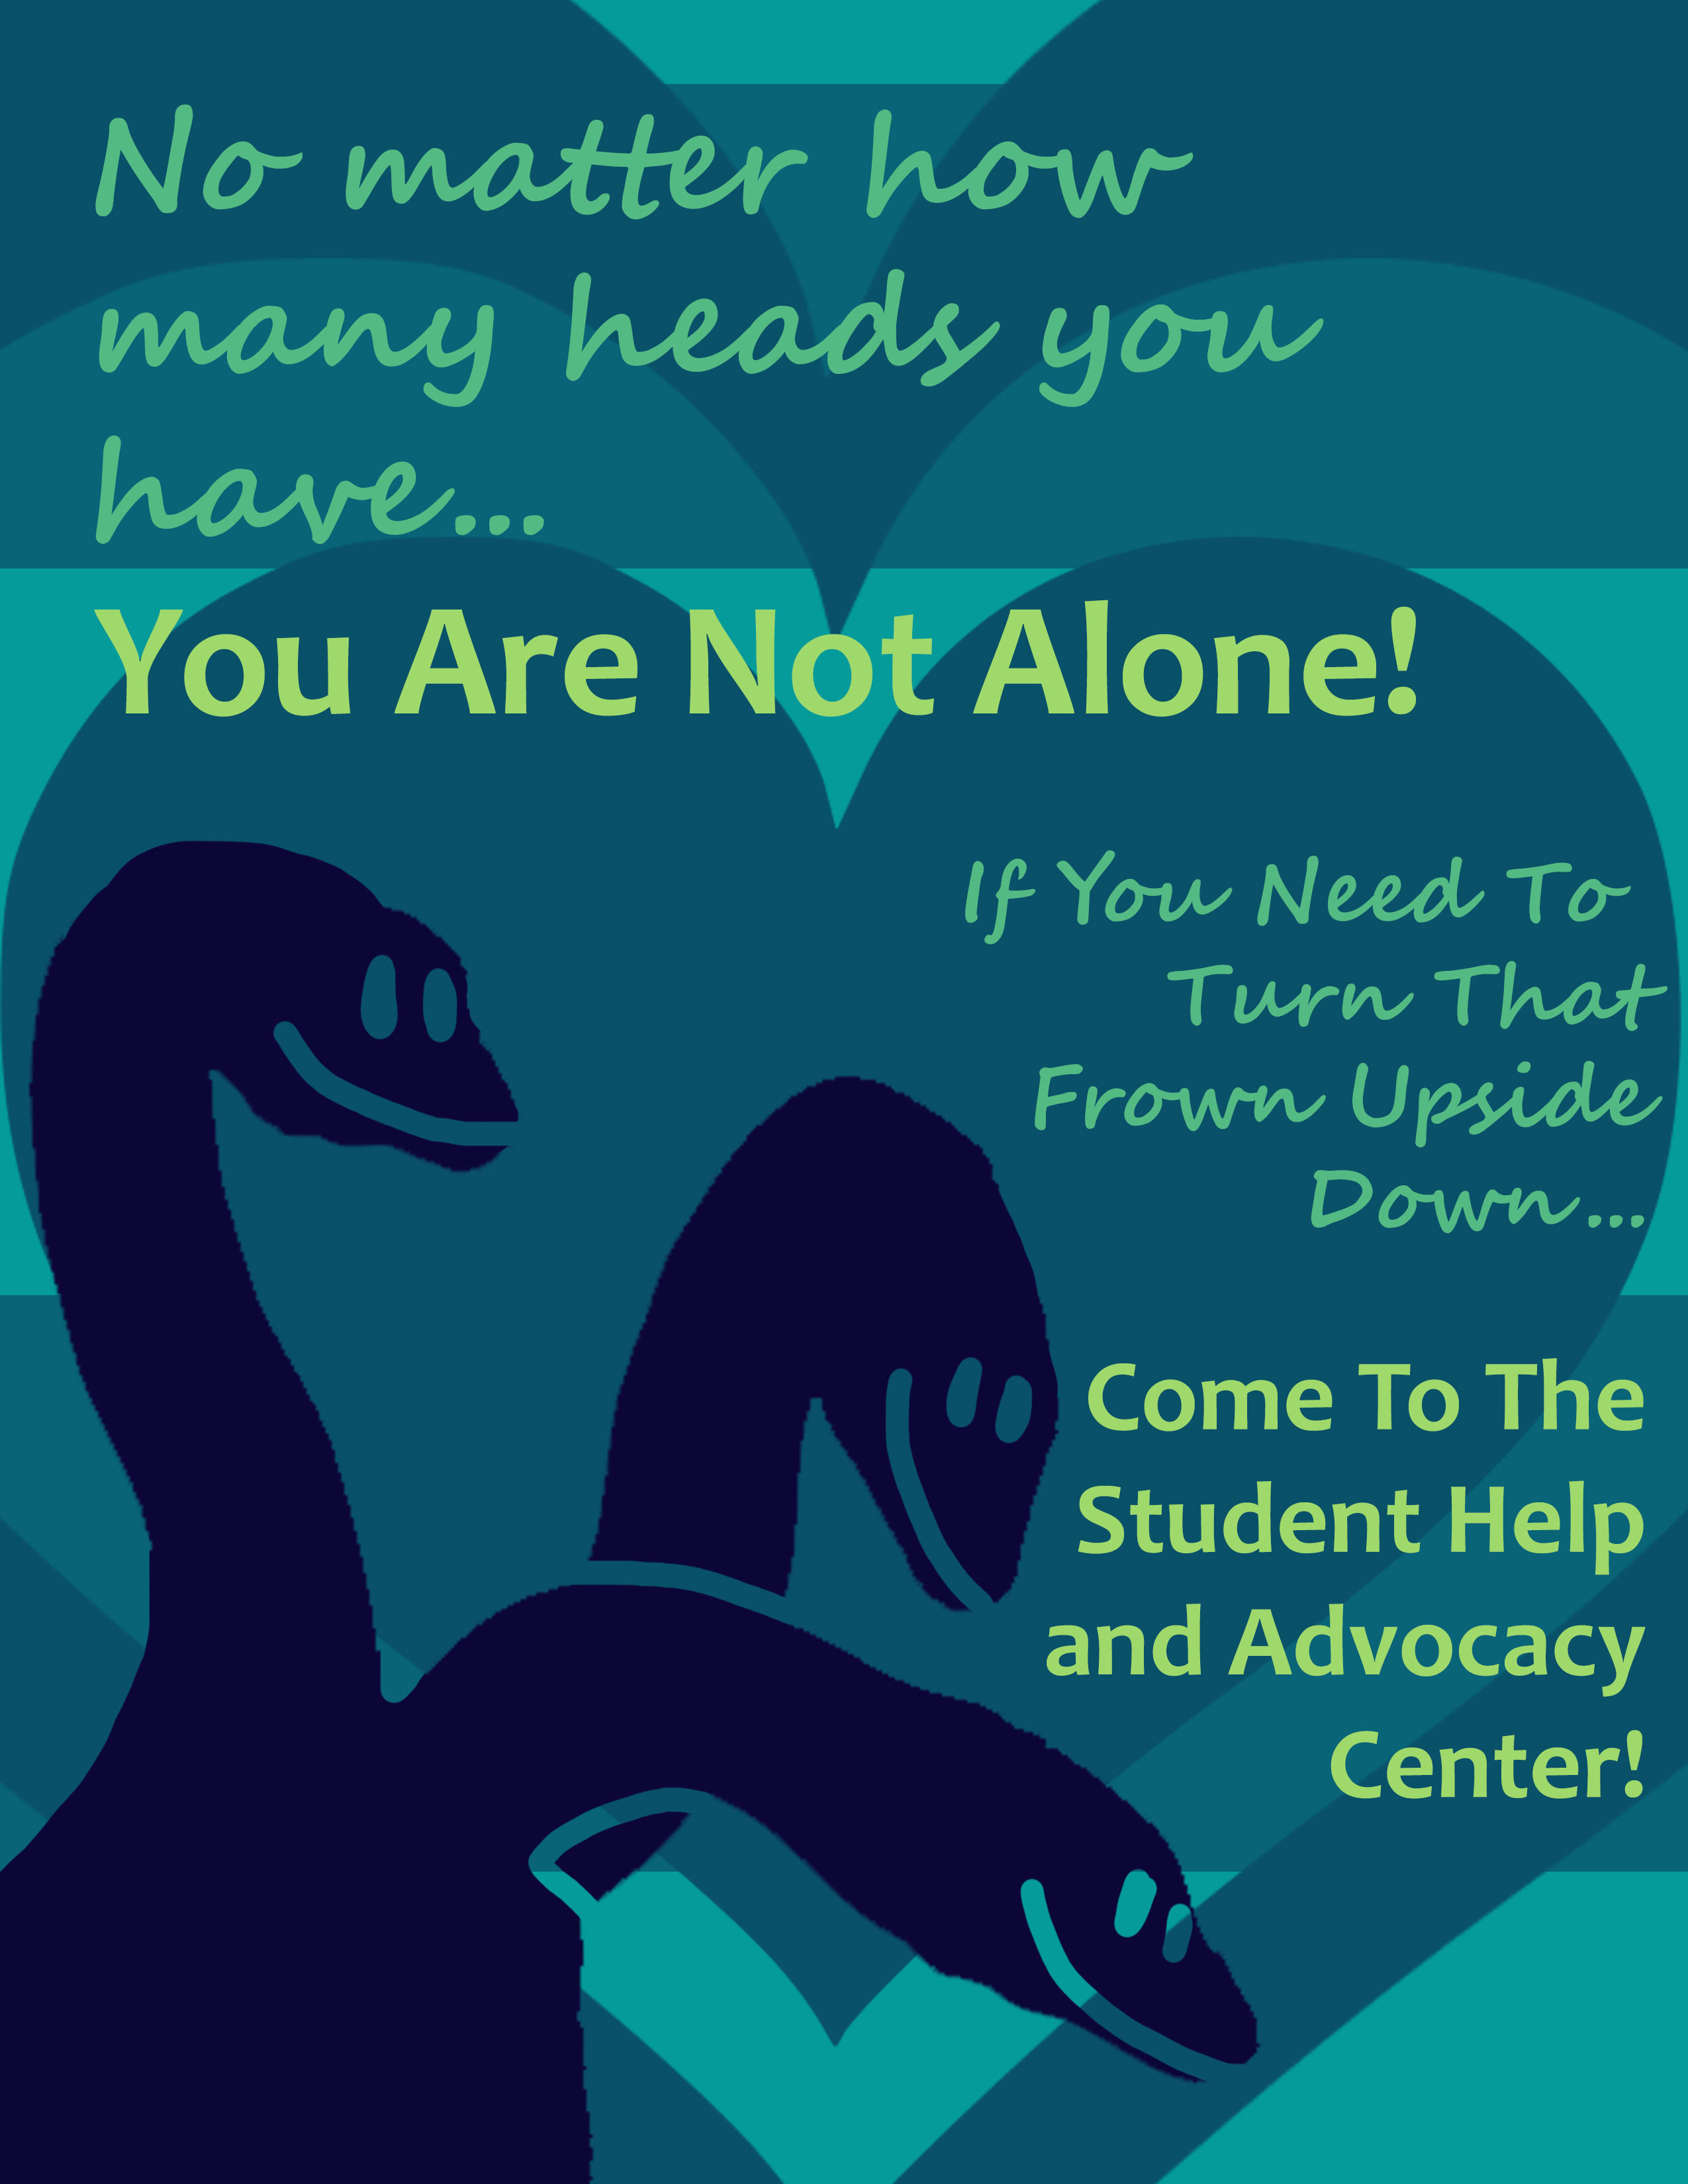 No matter how
many heads you
have...
You Are Not Alone!
If You Need To
Turn That
Frown Upside
Down...
Come To The
Student Help
and Advocacy
Center!